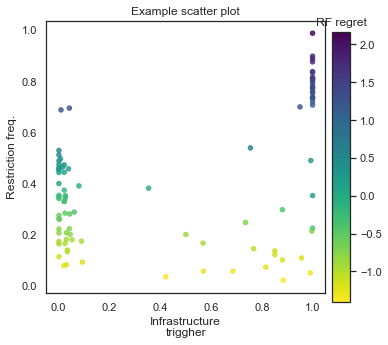 Example scatter plot
RF regret
Restriction freq.
1.0
0.8
0.6
0.4
0.2
0.0
0.0 0.2 0.4 0.6 0.8 1.0
Infrastructure
triggher
2.0
1.5
1.0
0.5
0.0
−0.5
−1.0